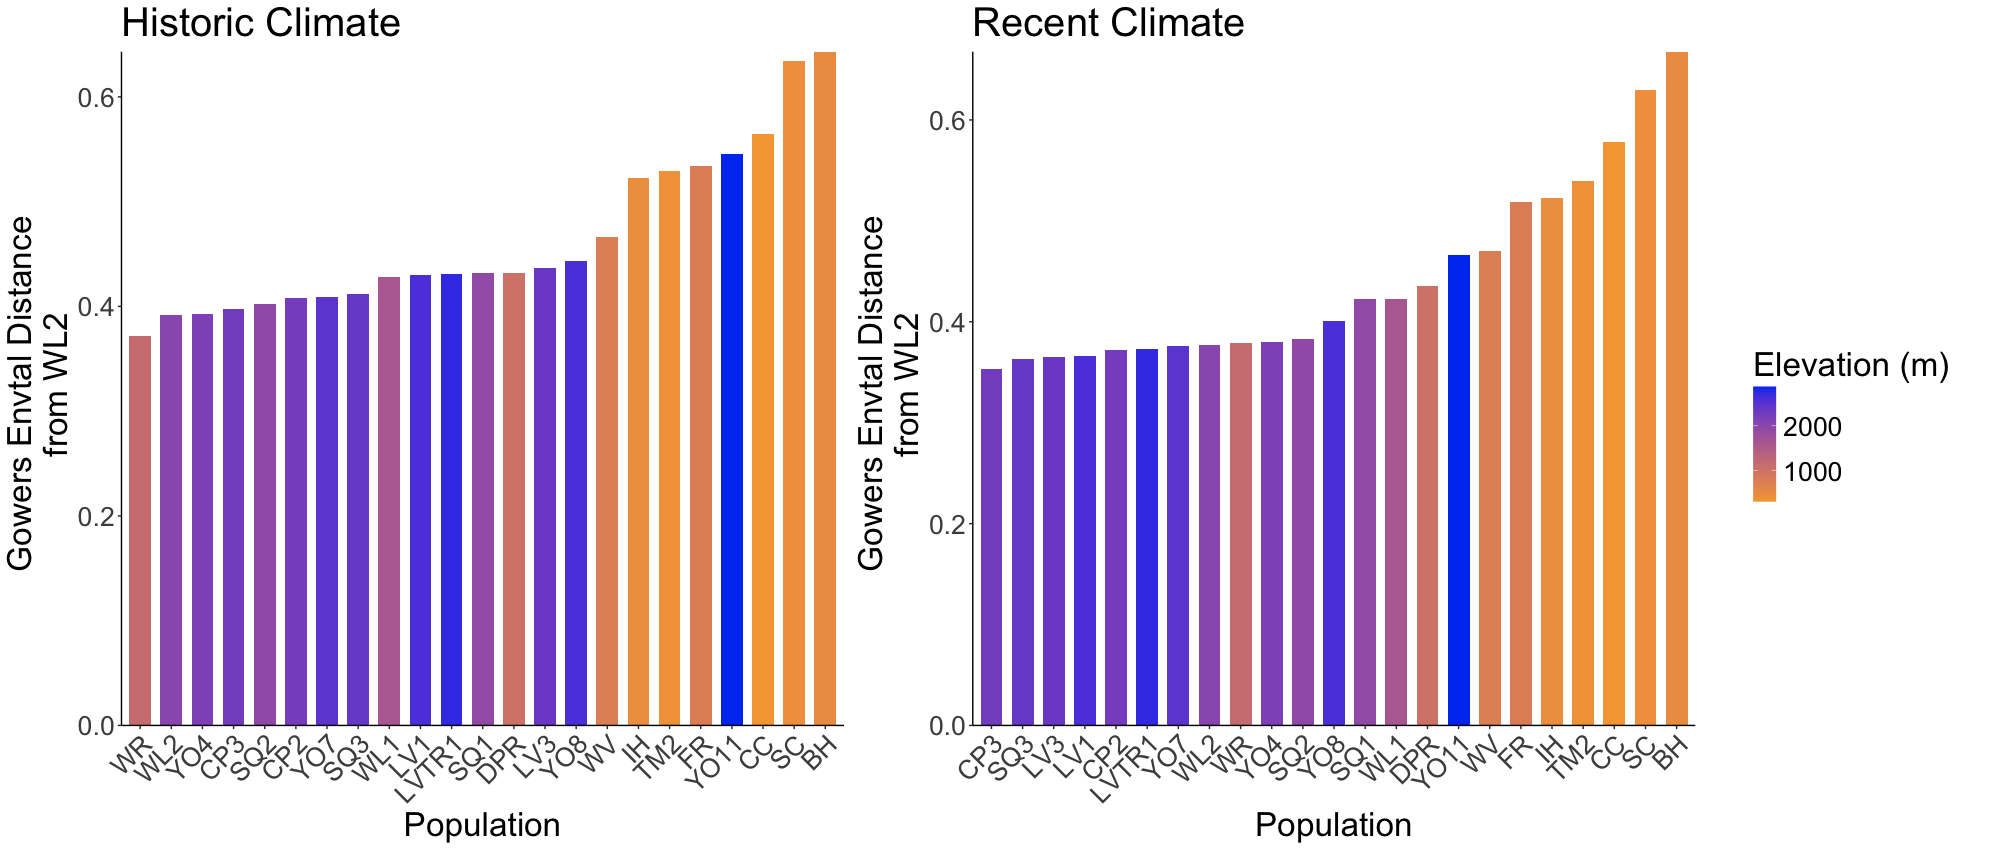 Historic Climate
Gowers Envtal Distance
from WL2
0.6
0.4
0.2
0.0
WR
WL2
YO4
CP3
SQ2
CP2
YO7
SQ3
WL1
LV1
LVTR1
SQ1
DPR
LV3
YO8
WV
IH
TM2
FR
YO11
CC
SC
BH
Population
Recent Climate
Gowers Envtal Distance
from WL2
0.6
0.4
0.2
0.0
CP3
SQ3
LV3
LV1
CP2
LVTR1
YO7
WL2
WR
YO4
SQ2
YO8
SQ1
WL1
DPR
YO11
WV
FR
IH
TM2
CC
SC
BH
Population
Elevation (m)
2000
1000